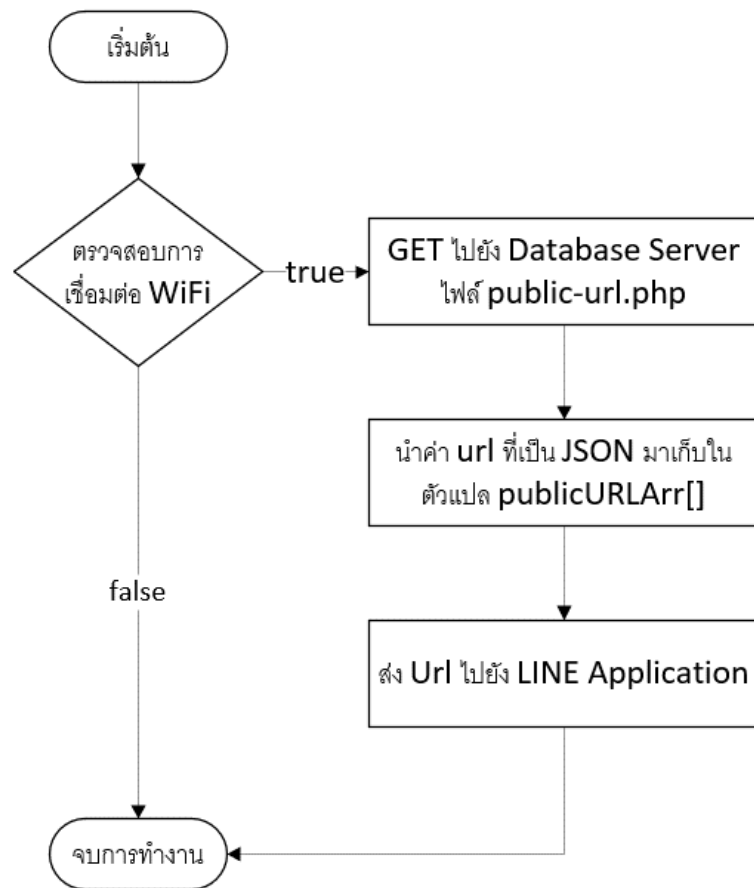 เริ่มต้น
ตรวจสอบการ
เชื่อมต่อ WiFi
true
GET ไปยัง Database Server
ไฟล์ public-url.php
นำค่า url ที่เป็น JSON มาเก็บใน
ตัวแปล publicURLArr[]
false
ส่ง Url ไปยัง LINE Application
จบการทำงาน